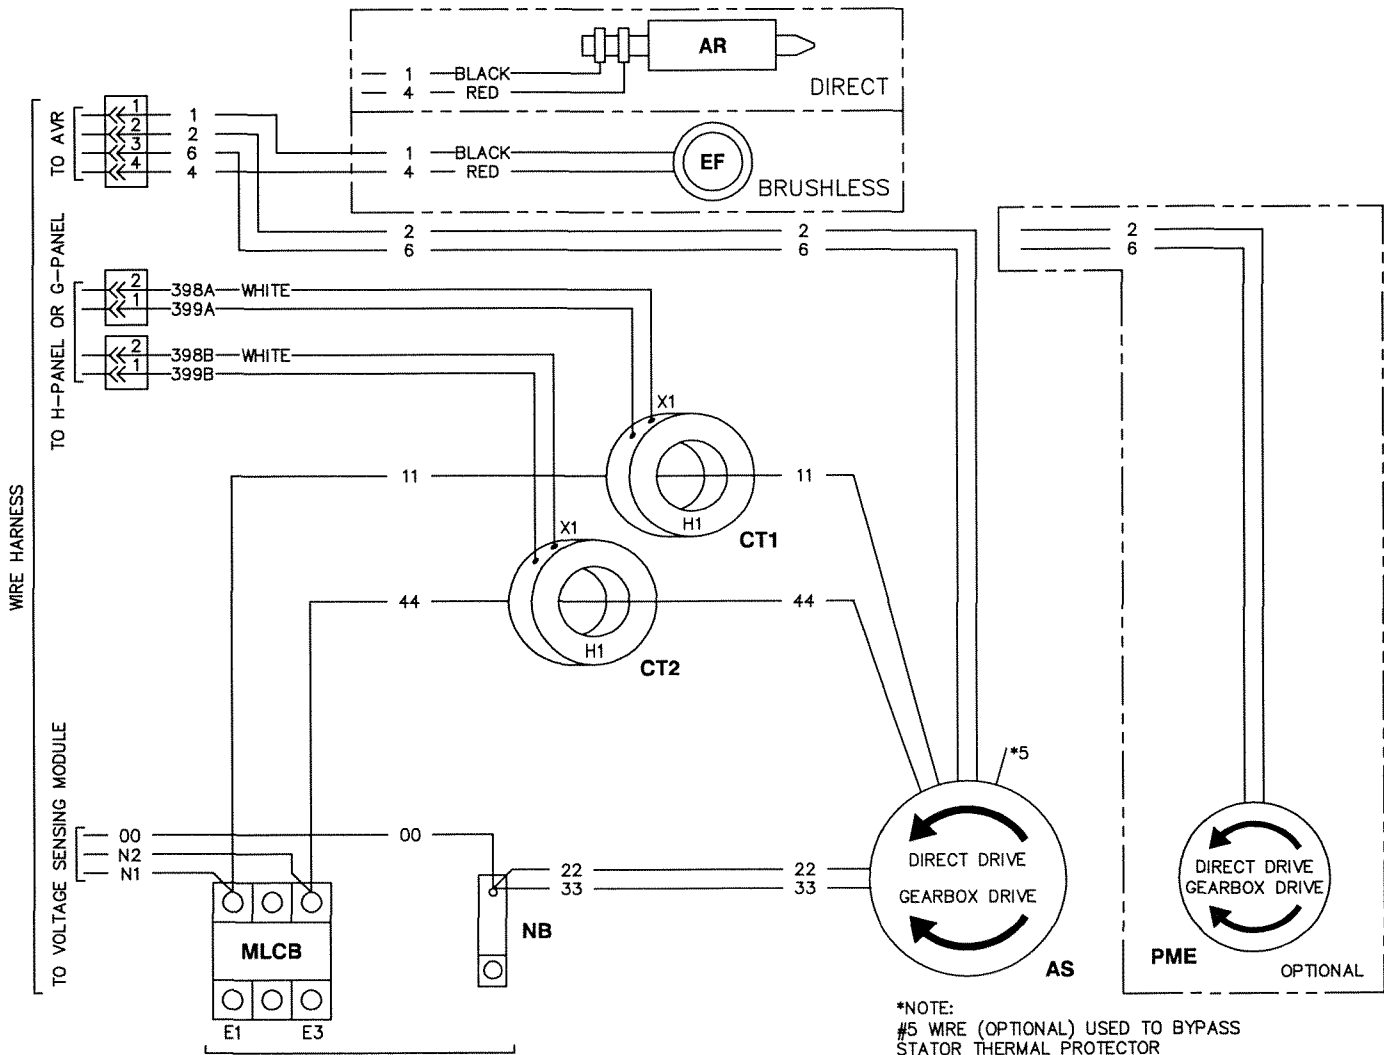 AR
1 BLACK
4 RED
DIRECT
TO AVR
1 1
2 2
3 6
4 4
1 BLACK
4 RED
EF
BRUSHLESS
2 2
6 6
2
6
TO H-PANEL OR G-PANEL
2 398A WHITE
1 399A
2 398B WHITE
1 399B
X1
11 11
H1
CT1
X1
44 44
H1
CT2
WIRE HARNESS
*5
TO VOLTAGE SENSING MODULE
00 00
N2
N1
22 22
33 33
DIRECT DRIVE
GEARBOX DRIVE
DIRECT DRIVE
GEARBOX DRIVE
MLCB
NB
AS
PME
OPTIONAL
E1 E3
*NOTE:
#5 WIRE (OPTIONAL) USED TO BYPASS
STATOR THERMAL PROTECTOR